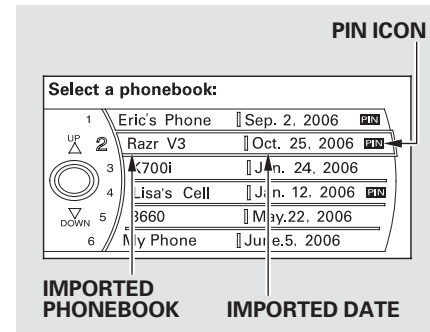 PIN ICON
Select a phonebook:
1 Eric's Phone Sep. 2, 2006 PIN
UP 2 Razr V3 Oct. 25, 2006 PIN
3 K700i Jan. 24, 2006
4 Lisa's Cell Jan. 12, 2006 PIN
DOWN 5 3660 May.22, 2006
6 My Phone June.5, 2006
IMPORTED PHONEBOOK
IMPORTED DATE